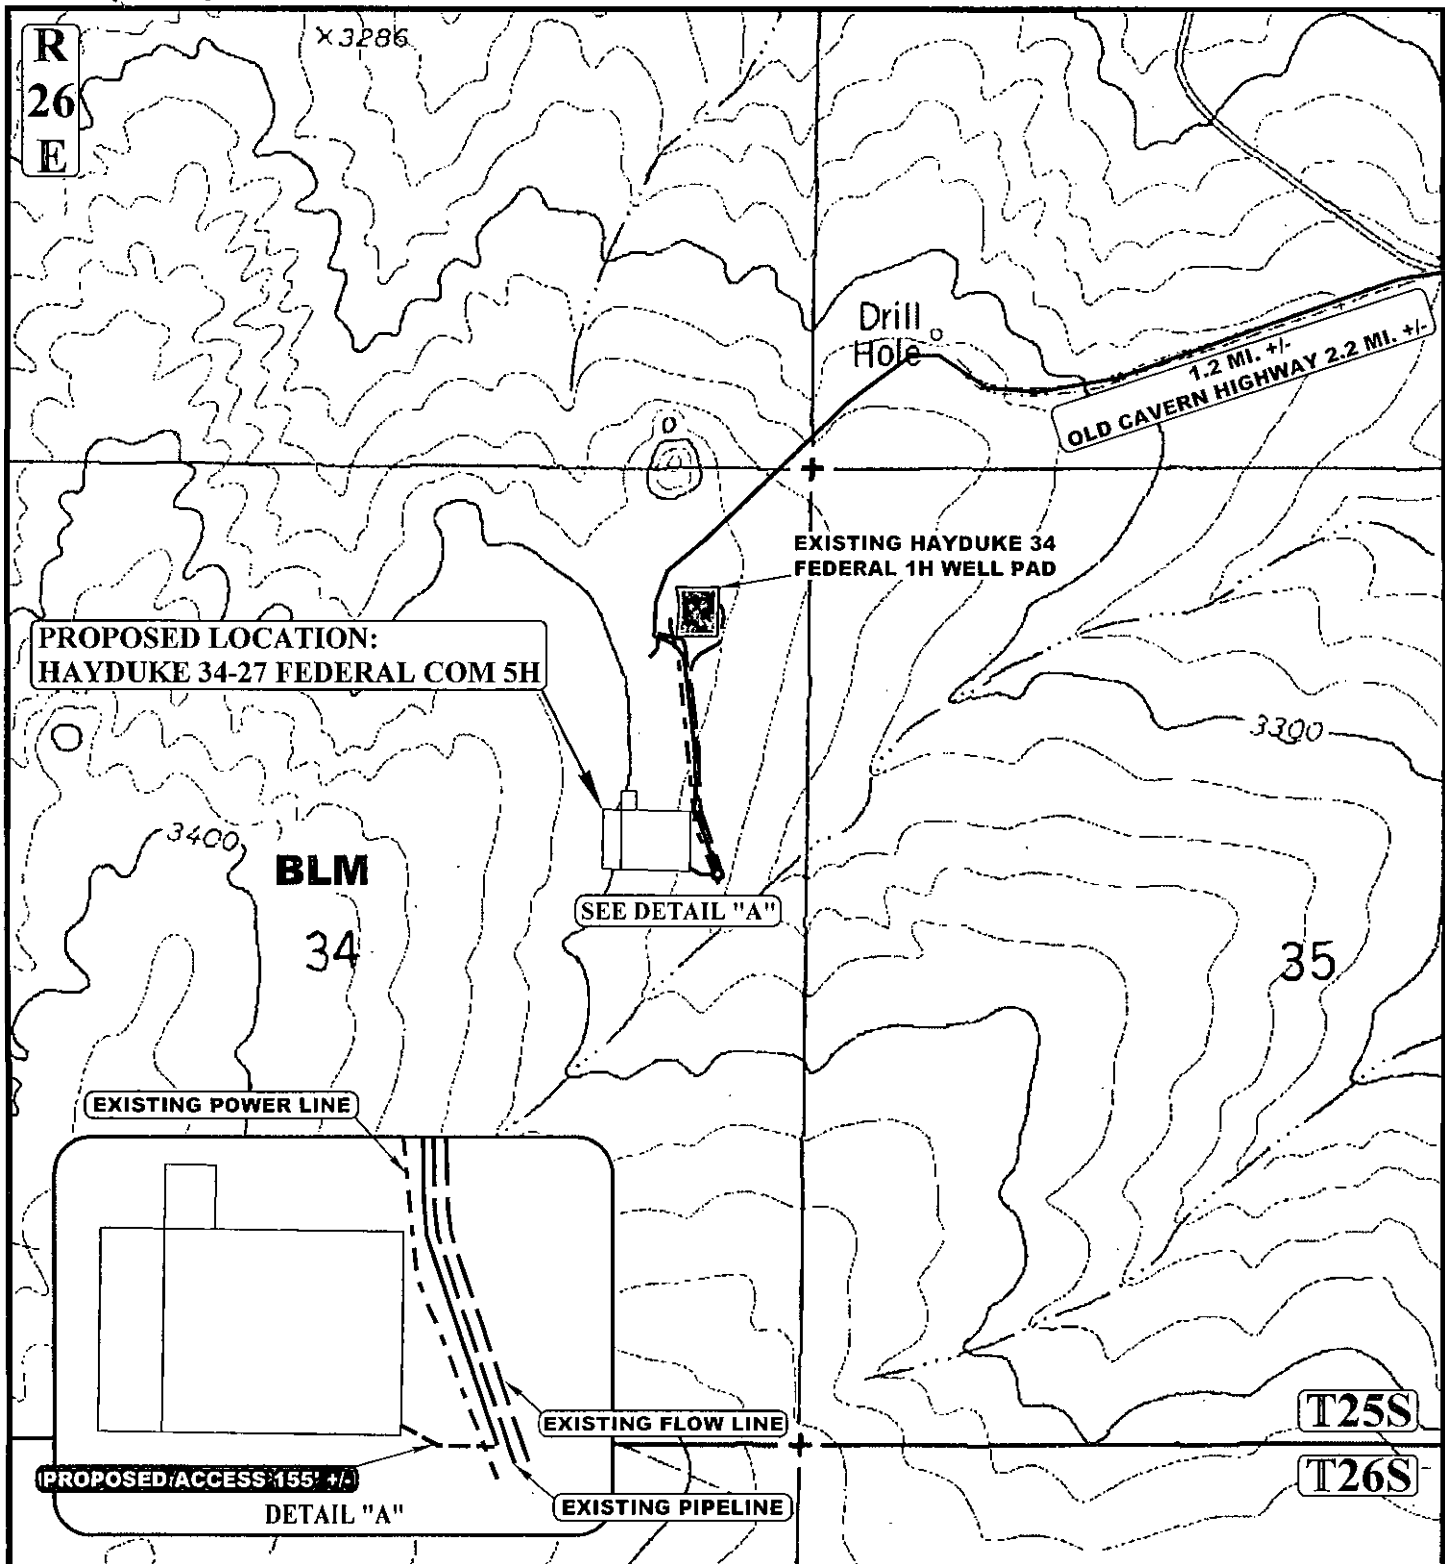 R
26
E
×3286
Drill
Hole
1.2 MI. +/-
OLD CAVERN HIGHWAY 2.2 MI. +/-
EXISTING HAYDUKE 34
FEDERAL 1H WELL PAD
PROPOSED LOCATION:
HAYDUKE 34-27 FEDERAL COM 5H
3300
3400
BLM
SEE DETAIL "A"
34
35
EXISTING POWER LINE
EXISTING FLOW LINE
T25S
T26S
PROPOSED ACCESS 155' +/-
EXISTING PIPELINE
DETAIL "A"